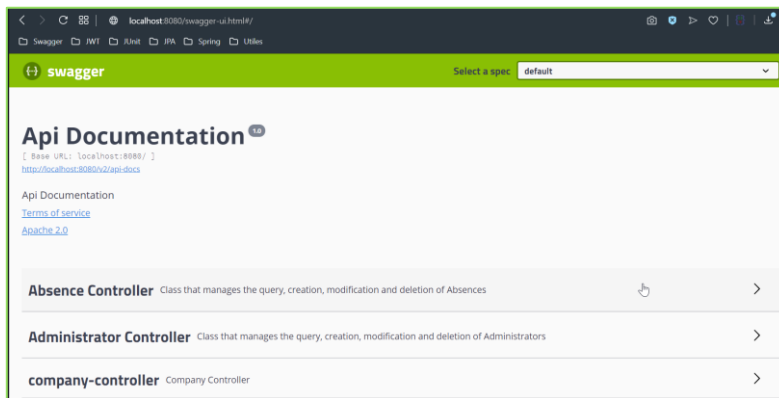 localhost:8080/swagger-ui.html#/
Swagger JWT JUnit JPA Spring Utiles
swagger Select a spec default
Api Documentation 1.0
[ Base URL: localhost:8080/ ]
http://localhost:8080/v2/api-docs
Api Documentation
Terms of service
Apache 2.0
Absence Controller Class that manages the query, creation, modification and deletion of Absences
Administrator Controller Class that manages the query, creation, modification and deletion of Administrators
company-controller Company Controller